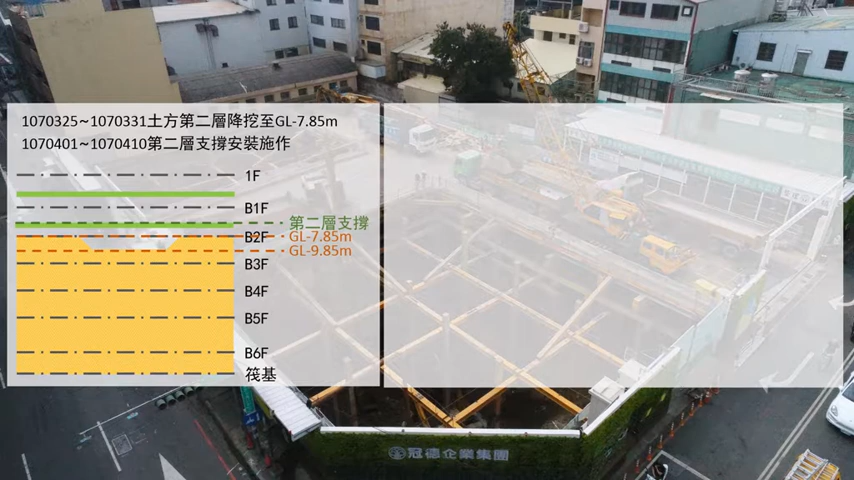 1070325~1070331土方第二層降挖至GL-7.85m
1070401~1070410第二層支撐安裝施作
1F
B1F
第二層支撐
B2F
GL-7.85m
GL-9.85m
B3F
B4F
B5F
B6F
筏基
冠德企業集團